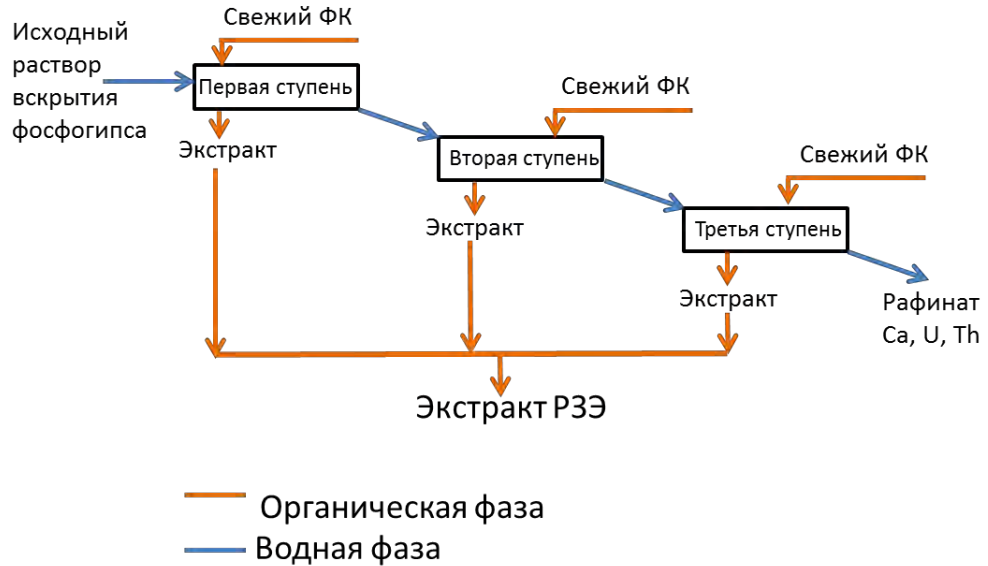 Свежий ФК
Исходный
раствор
вскрытия
фосфогипса
Первая ступень
Экстракт
Свежий ФК
Вторая ступень
Экстракт
Свежий ФК
Третья ступень
Экстракт
Рафинат
Ca, U, Th
Экстракт РЗЭ
Органическая фаза
Водная фаза